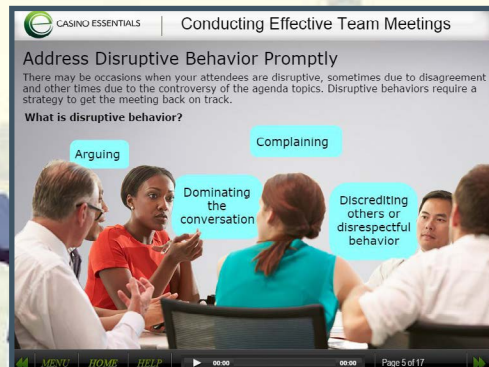 CASINO ESSENTIALS
Conducting Effective Team Meetings
Address Disruptive Behavior Promptly
There may be occasions when your attendees are disruptive, sometimes due to disagreement
and other times due to the controversy of the agenda topics. Disruptive behaviors require a
strategy to get the meeting back on track.
What is disruptive behavior?
Arguing
Complaining
Dominating
the
conversation
Discrediting
others or
disrespectful
behavior
MENU HOME HELP 00:00 00:00 Page 5 of 17